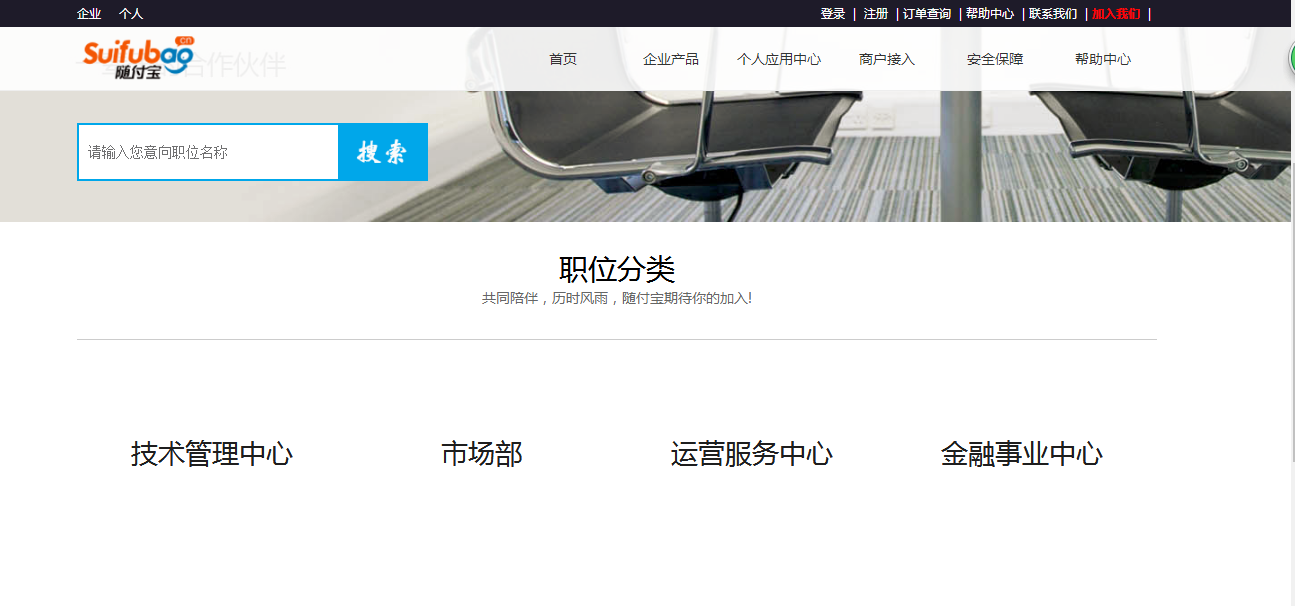 企业 个人 登录 | 注册 | 订单查询 | 帮助中心 | 联系我们 | 加入我们 |
Suifubao cn
随付宝 合作伙伴
首页 企业产品 个人应用中心 商户接入 安全保障 帮助中心
请输入您意向职位名称 搜索
职位分类
共同陪伴，历时风雨，随付宝期待你的加入!
技术管理中心 市场部 运营服务中心 金融事业中心